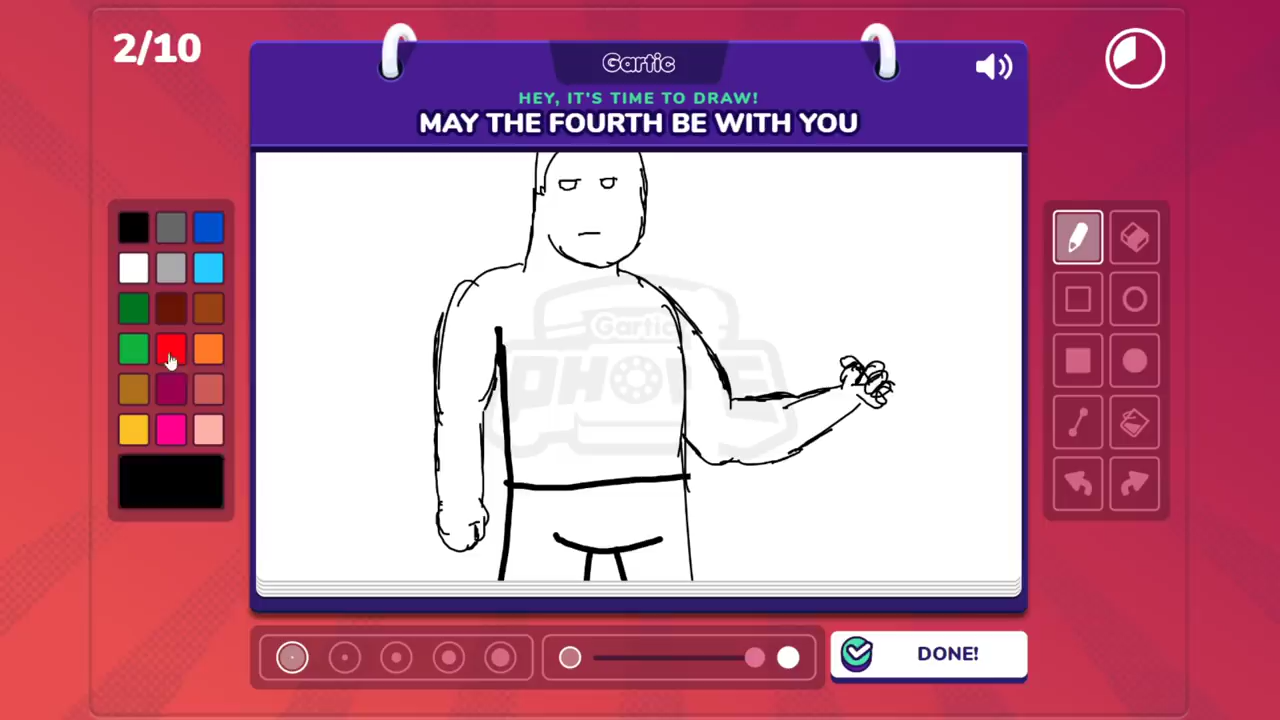 2/10
Gartic
HEY, IT'S TIME TO DRAW!
MAY THE FOURTH BE WITH YOU
Gartic
PHONE
DONE!